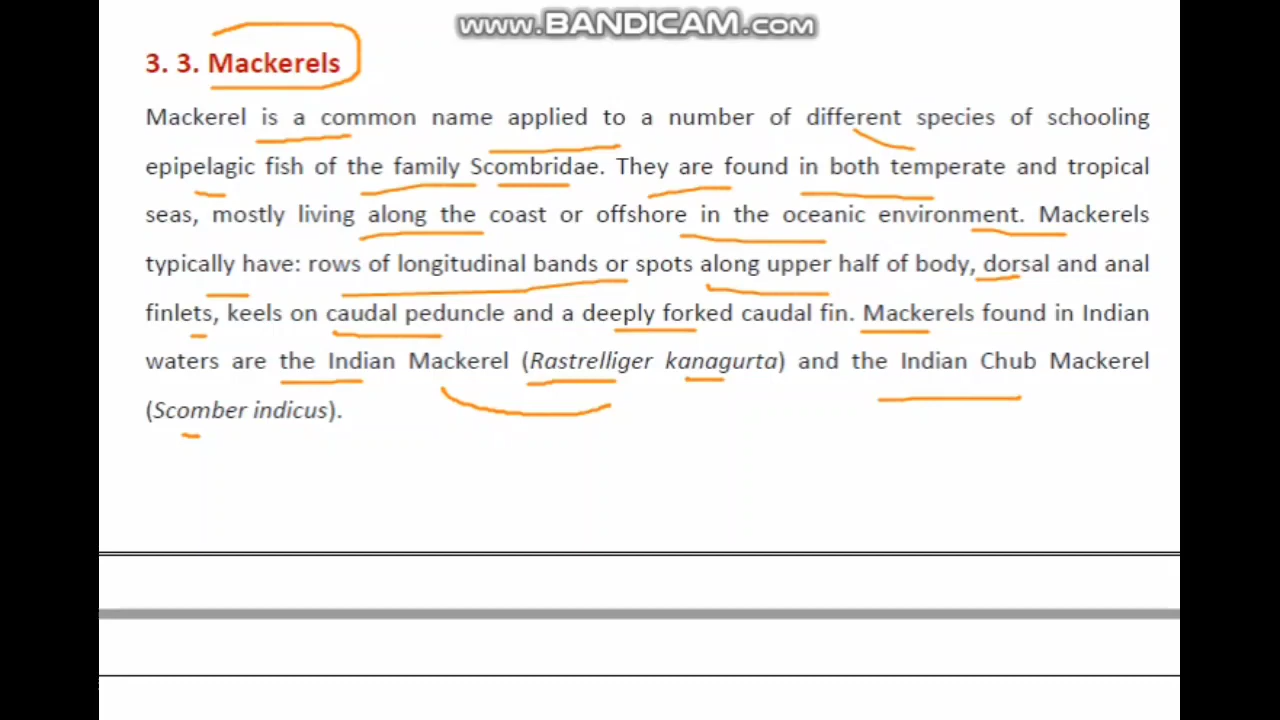 www.BANDICAM.com
3. 3. Mackerels
Mackerel is a common name applied to a number of different species of schooling
epipelagic fish of the family Scombridae. They are found in both temperate and tropical
seas, mostly living along the coast or offshore in the oceanic environment. Mackerels
typically have: rows of longitudinal bands or spots along upper half of body, dorsal and anal
finlets, keels on caudal peduncle and a deeply forked caudal fin. Mackerels found in Indian
waters are the Indian Mackerel (Rastrelliger kanagurta) and the Indian Chub Mackerel
(Scomber indicus).